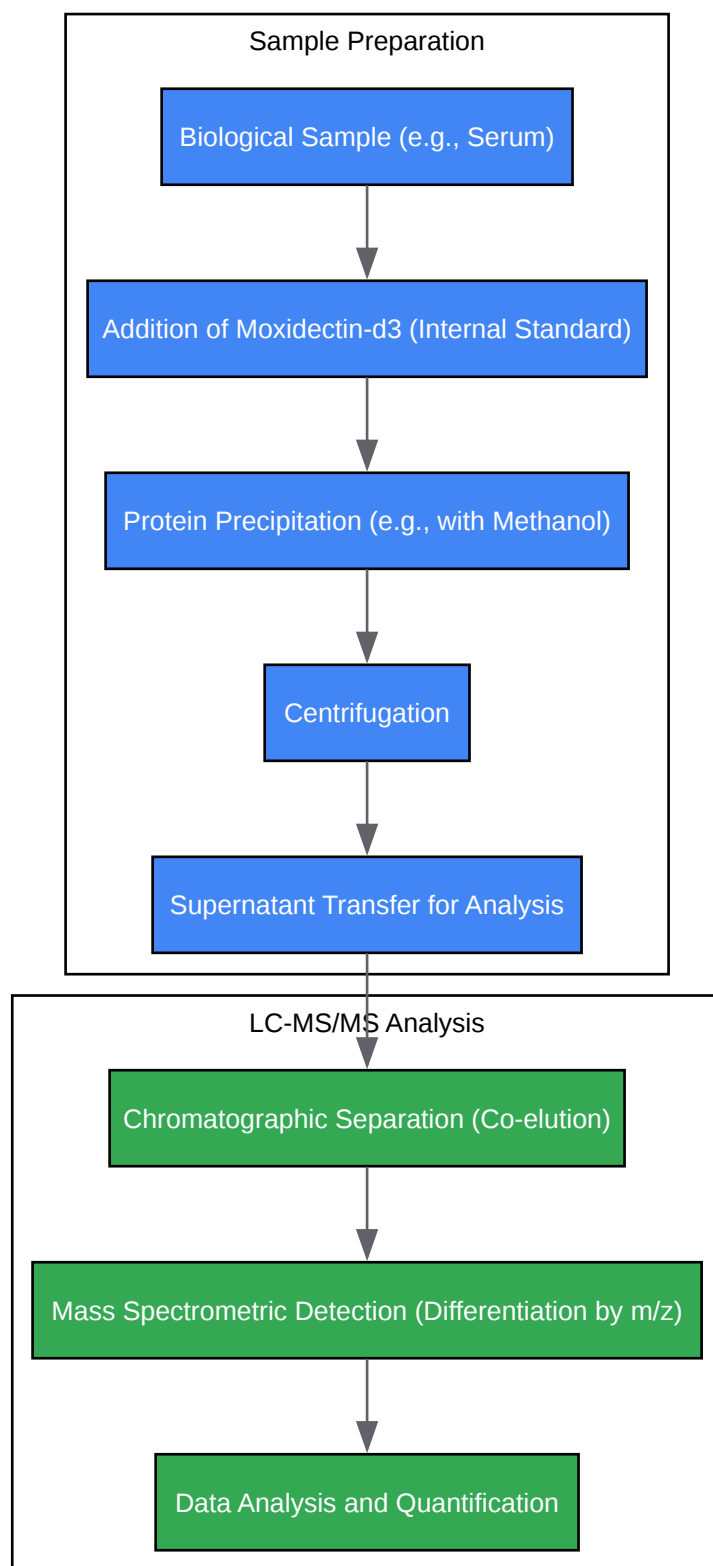 Sample Preparation
Biological Sample (e.g., Serum)
Addition of Moxidectin-d3 (Internal Standard)
Protein Precipitation (e.g., with Methanol)
Centrifugation
Supernatant Transfer for Analysis
LC-MS/MS Analysis
Chromatographic Separation (Co-elution)
Mass Spectrometric Detection (Differentiation by m/z)
Data Analysis and Quantification